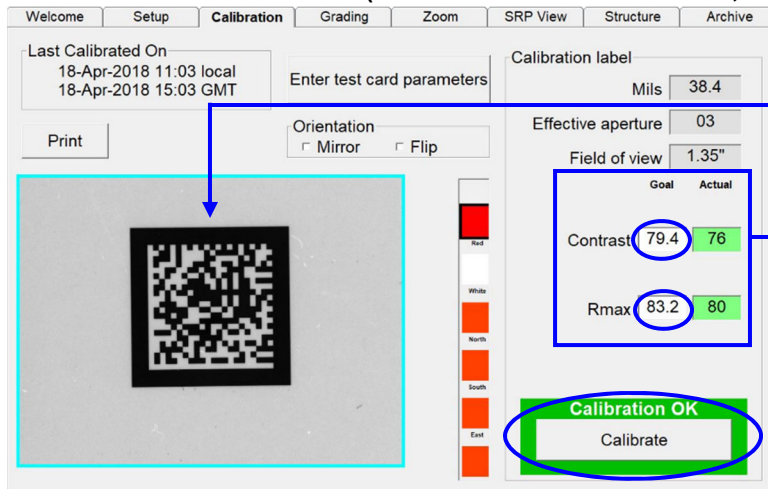 Welcome Setup Calibration Grading Zoom SRP View Structure Archive
Last Calibrated On
18-Apr-2018 11:03 local
18-Apr-2018 15:03 GMT
Enter test card parameters
Print
Orientation
Mirror Flip
Red
White
North
South
East
Calibration label
Mils 38.4
Effective aperture 03
Field of view 1.35"
Goal Actual
Contrast 79.4 76
Rmax 83.2 80
Calibration OK
Calibrate